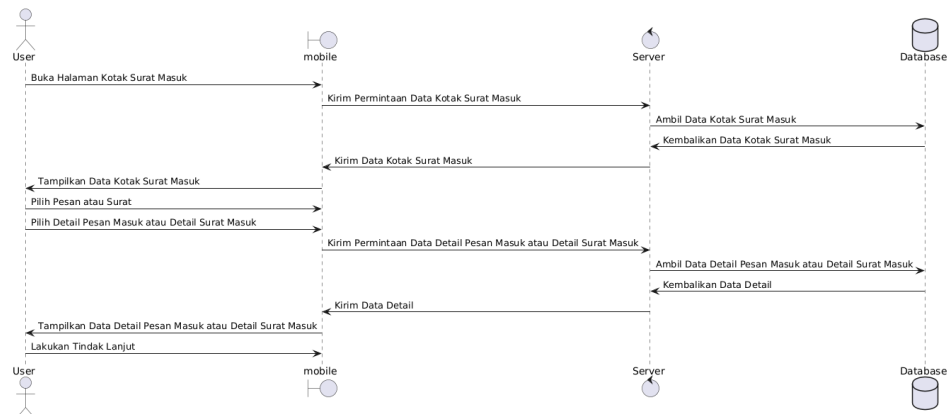 User
mobile
Server
Database
Buka Halaman Kotak Surat Masuk
Kirim Permintaan Data Kotak Surat Masuk
Ambil Data Kotak Surat Masuk
Kembalikan Data Kotak Surat Masuk
Kirim Data Kotak Surat Masuk
Tampilkan Data Kotak Surat Masuk
Pilih Pesan atau Surat
Pilih Detail Pesan Masuk atau Detail Surat Masuk
Kirim Permintaan Data Detail Pesan Masuk atau Detail Surat Masuk
Ambil Data Detail Pesan Masuk atau Detail Surat Masuk
Kembalikan Data Detail
Kirim Data Detail
Tampilkan Data Detail Pesan Masuk atau Detail Surat Masuk
Lakukan Tindak Lanjut
User
mobile
Server
Database